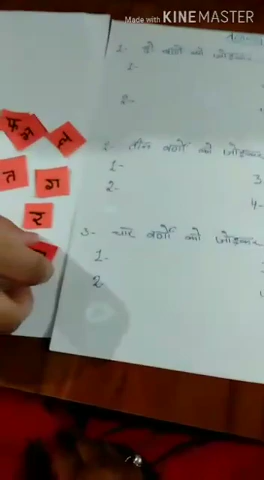 Made with KINEMASTER
1- दो वर्णों को जोड़कर
1-
2-
2- तीन वर्णों को जोड़कर
1-
3-
2-
4-
3- चार वर्णों को जोड़कर
1-
2
फ
न
त
ग
र